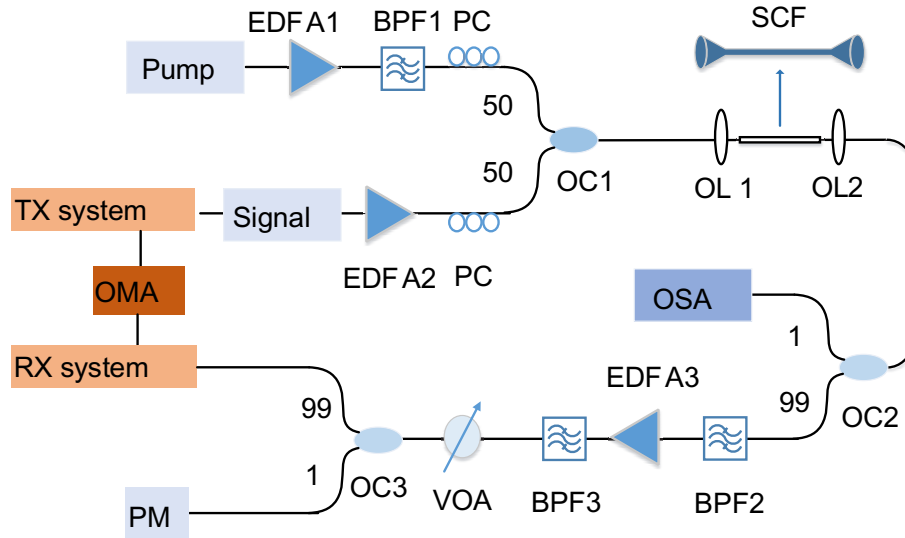 EDFA1
BPF1
PC
SCF
Pump
50
50
OC1
OL 1
OL2
TX system
Signal
EDFA2
PC
OMA
OSA
RX system
1
EDFA3
99
99
OC2
1
OC3
VOA
BPF3
BPF2
PM